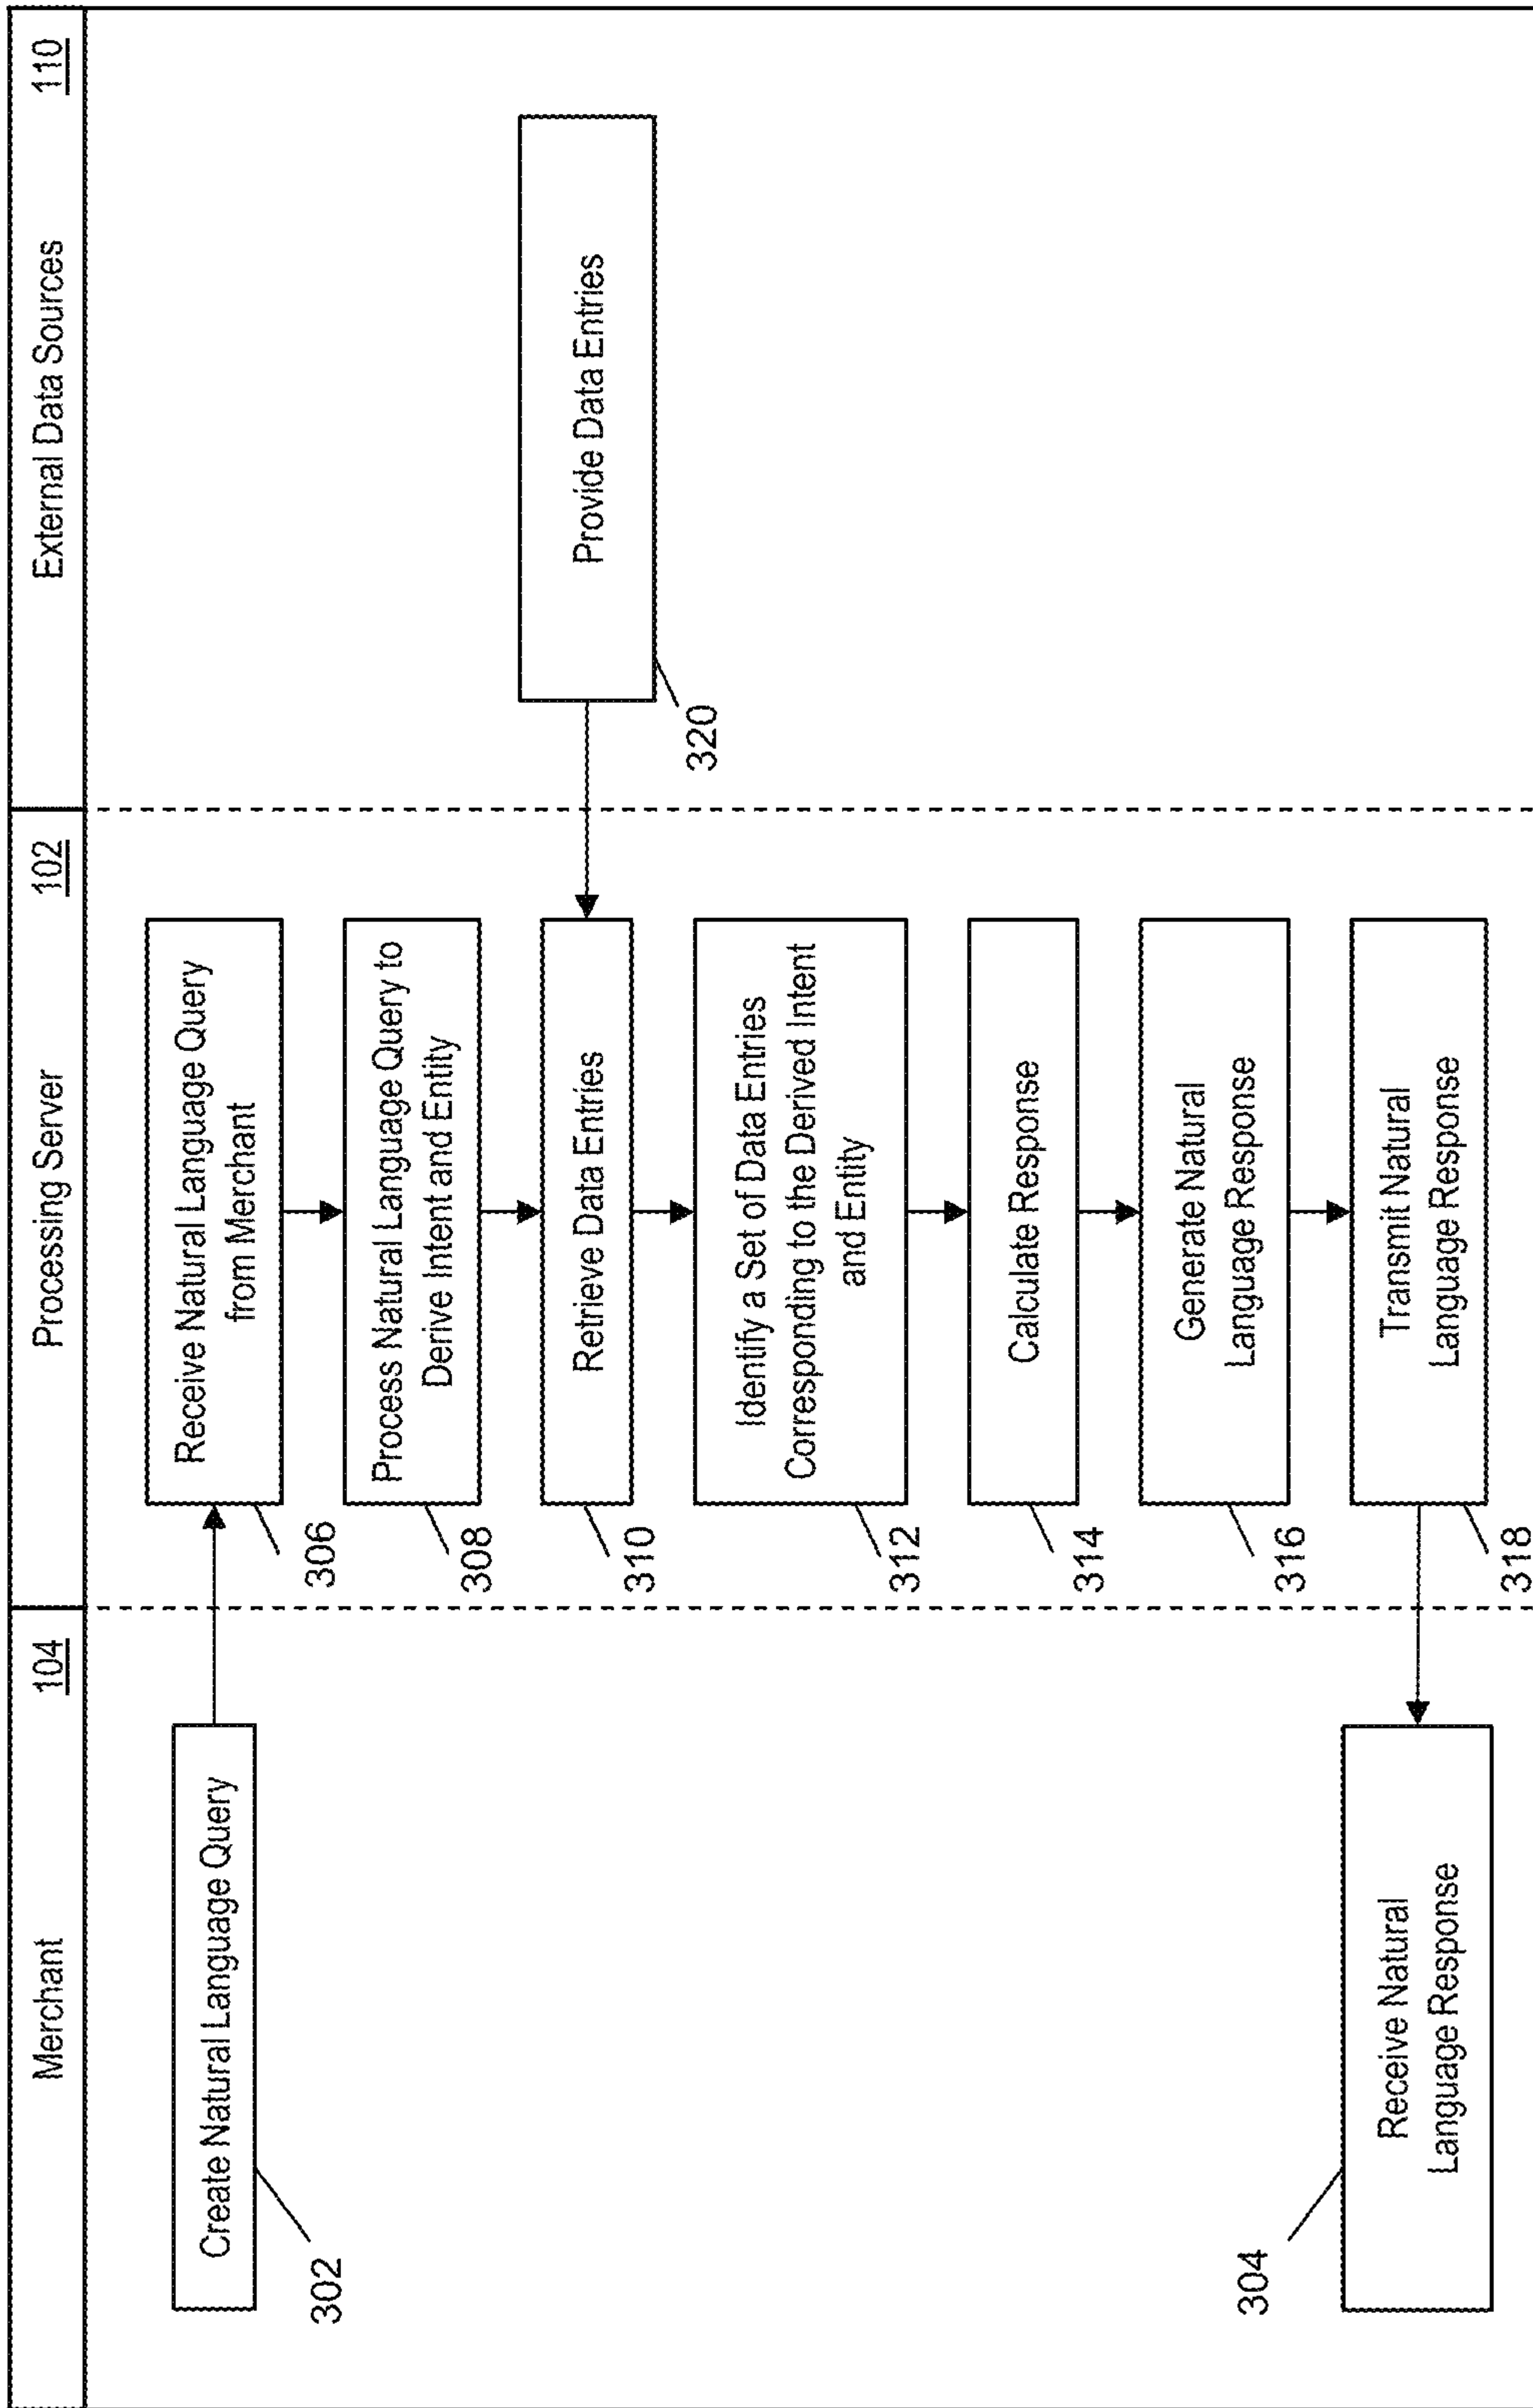 Merchant
104
Processing Server
102
External Data Sources
110
Create Natural Language Query
302
Receive Natural Language Query
from Merchant
306
Process Natural Language Query to
Derive Intent and Entity
308
Retrieve Data Entries
310
Provide Data Entries
320
Identify a Set of Data Entries
Corresponding to the Derived Intent
and Entity
312
Calculate Response
314
Generate Natural
Language Response
316
Transmit Natural
Language Response
318
Receive Natural
Language Response
304